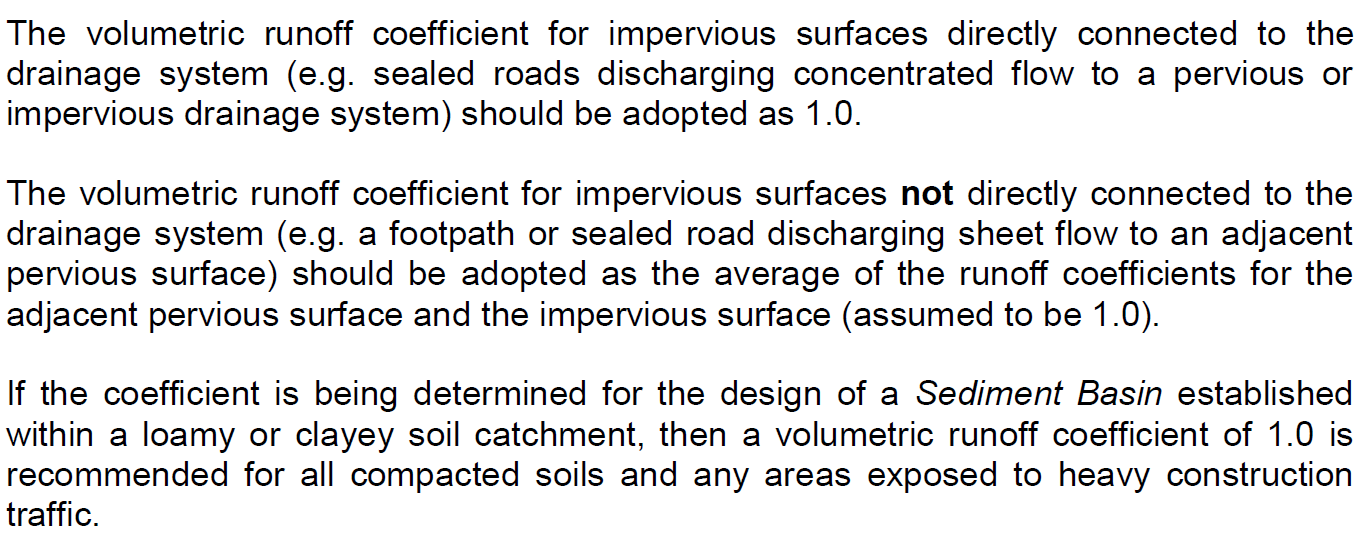 The volumetric runoff coefficient for impervious surfaces directly connected to the
drainage system (e.g. sealed roads discharging concentrated flow to a pervious or
impervious drainage system) should be adopted as 1.0.
The volumetric runoff coefficient for impervious surfaces not directly connected to the
drainage system (e.g. a footpath or sealed road discharging sheet flow to an adjacent
pervious surface) should be adopted as the average of the runoff coefficients for the
adjacent pervious surface and the impervious surface (assumed to be 1.0).
If the coefficient is being determined for the design of a Sediment Basin established
within a loamy or clayey soil catchment, then a volumetric runoff coefficient of 1.0 is
recommended for all compacted soils and any areas exposed to heavy construction
traffic.